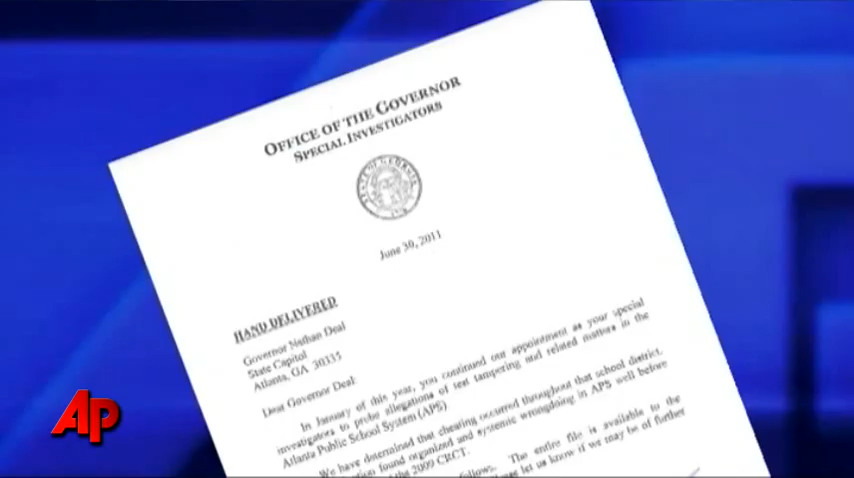 OFFICE OF THE GOVERNOR
SPECIAL INVESTIGATORS
STATE OF GEORGIA
1776
June 30, 2011
HAND DELIVERED
Governor Nathan Deal
State Capitol
Atlanta, GA 30335
Dear Governor Deal:
In January of this year, you continued our appointment as your special
investigators to probe allegations of test tampering and related matters in the
Atlanta Public School System (APS)
We have determined that cheating occurred throughout that school district.
found organized and systemic wrongdoing in APS well before
the 2009 CRCT.
follows. The entire file is available to the
let us know if we may be of further
AP